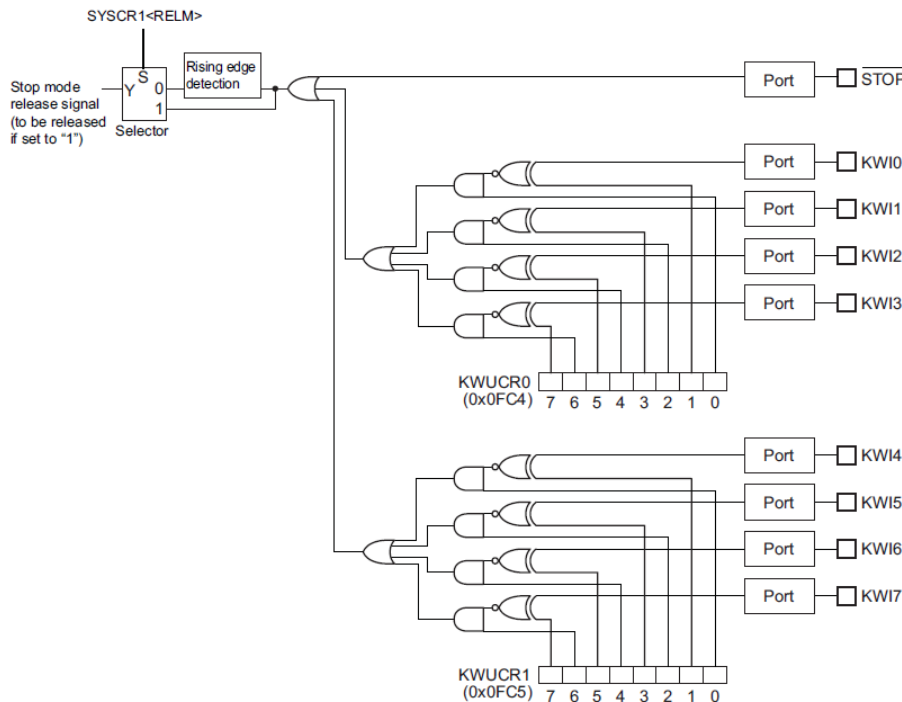 SYSCR1<RELM>
Stop mode
release signal
(to be released
if set to "1")
Y
S
0
1
Selector
Rising edge
detection
Port
STOP
Port
KWI0
Port
KWI1
Port
KWI2
Port
KWI3
KWUCR0
(0x0FC4)
7 6 5 4 3 2 1 0
Port
KWI4
Port
KWI5
Port
KWI6
Port
KWI7
KWUCR1
(0x0FC5)
7 6 5 4 3 2 1 0